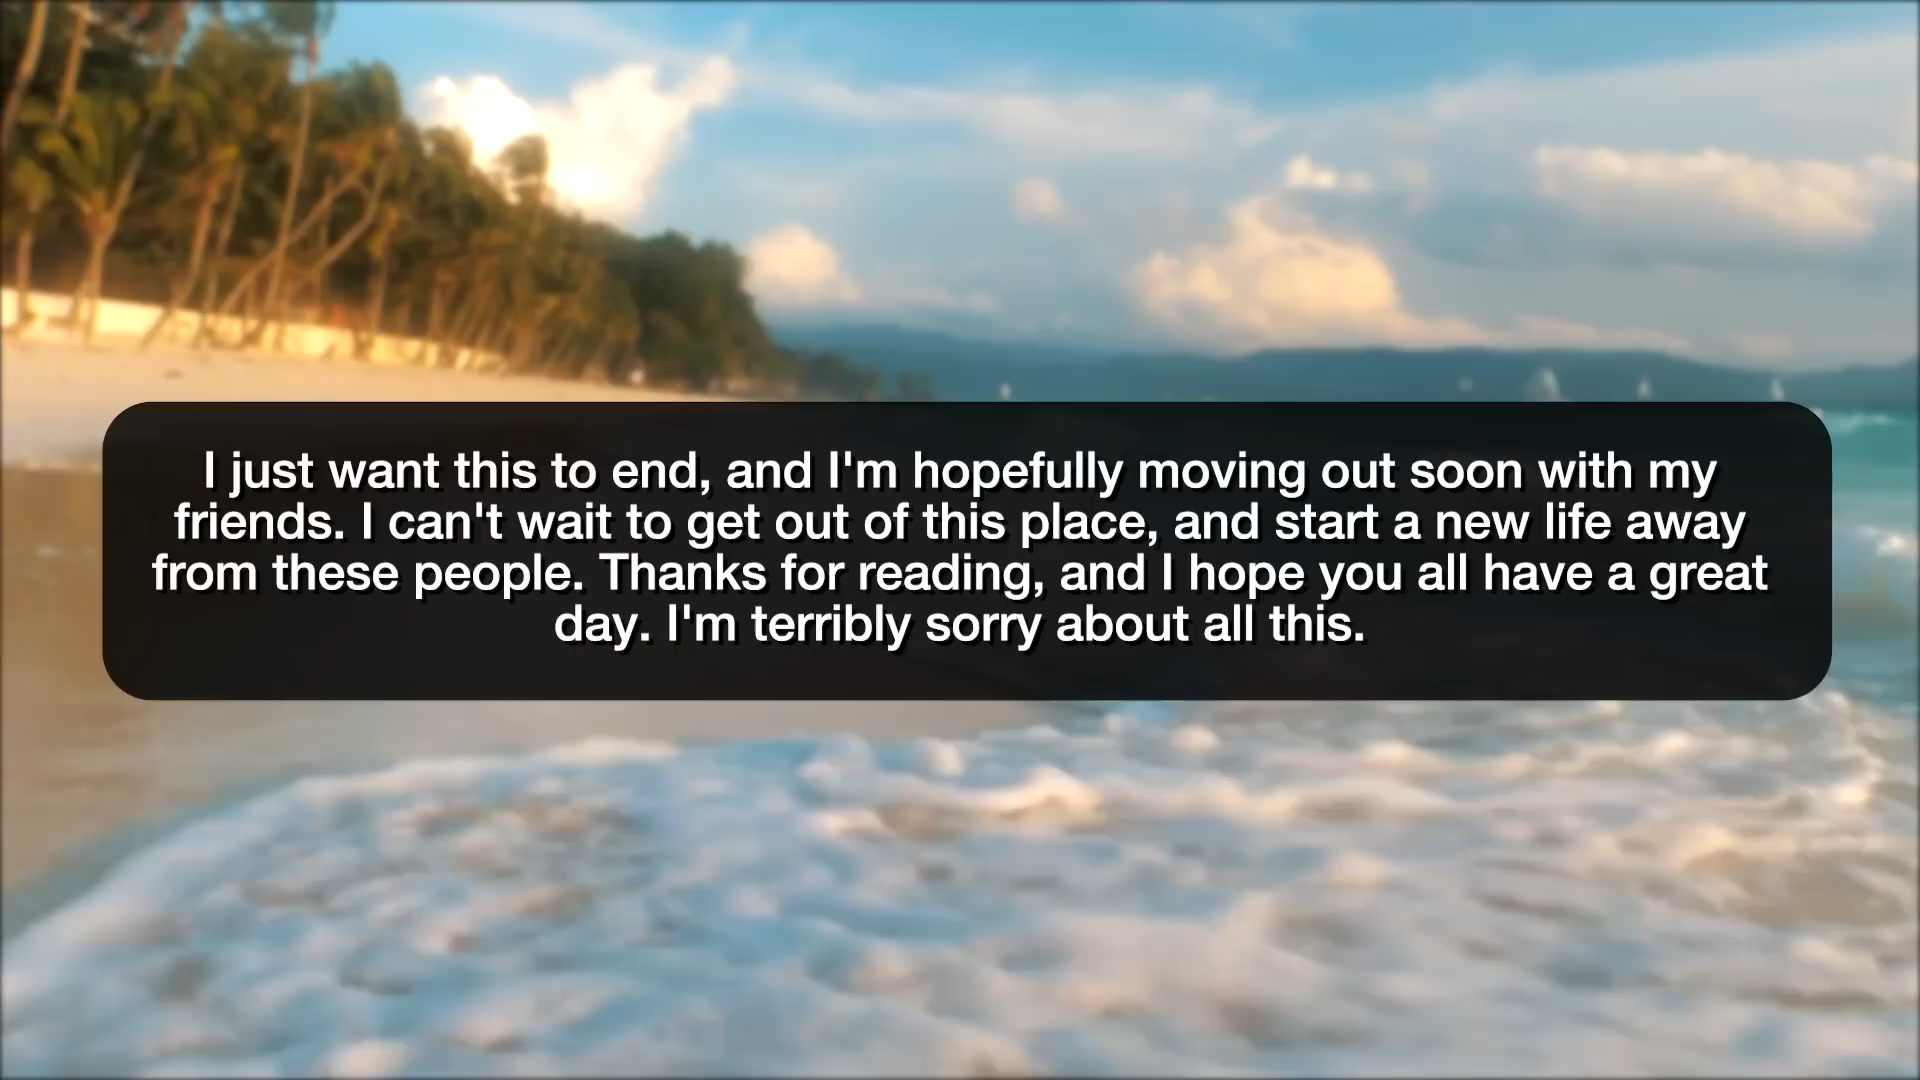 I just want this to end, and I'm hopefully moving out soon with my
friends. I can't wait to get out of this place, and start a new life away
from these people. Thanks for reading, and I hope you all have a great
day. I'm terribly sorry about all this.